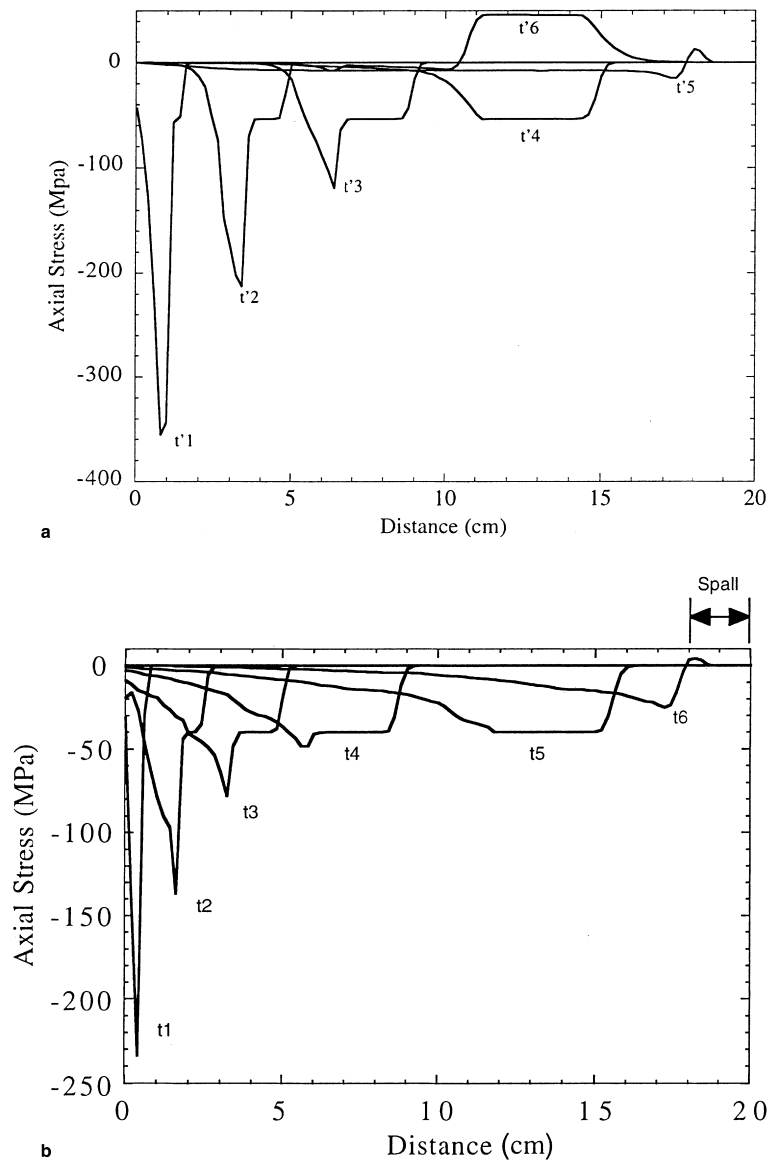 0
-100
-200
-300
-400
Axial Stress (Mpa)
t'6
t'5
t'4
t'3
t'2
t'1
0 5 10 15 20
Distance (cm)
a
Spall
0
-50
-100
-150
-200
-250
Axial Stress (MPa)
t6
t4
t5
t3
t2
t1
0 5 10 15 20
Distance (cm)
b